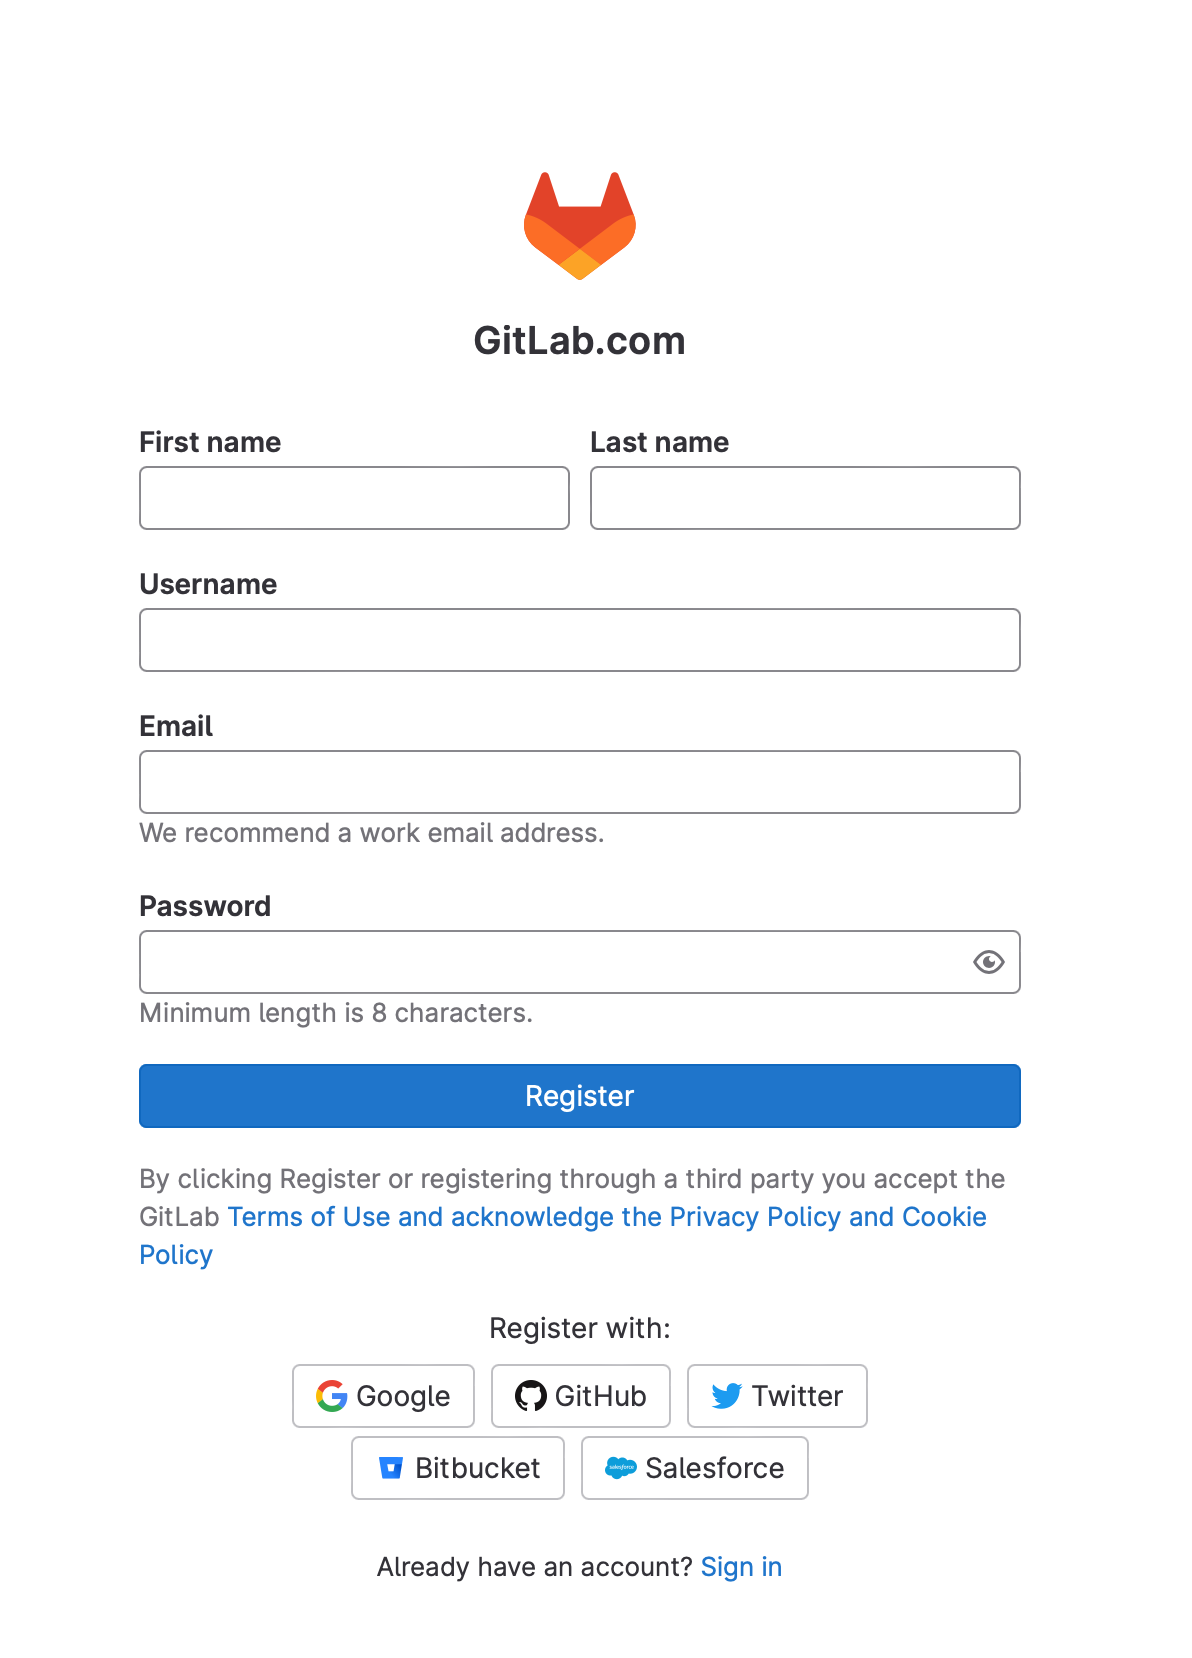 GitLab.com
First name
Last name
Username
Email
We recommend a work email address.
Password
Minimum length is 8 characters.
Register
By clicking Register or registering through a third party you accept the
GitLab Terms of Use and acknowledge the Privacy Policy and Cookie
Policy
Register with:
Google
GitHub
Twitter
Bitbucket
salesforce
Salesforce
Already have an account? Sign in